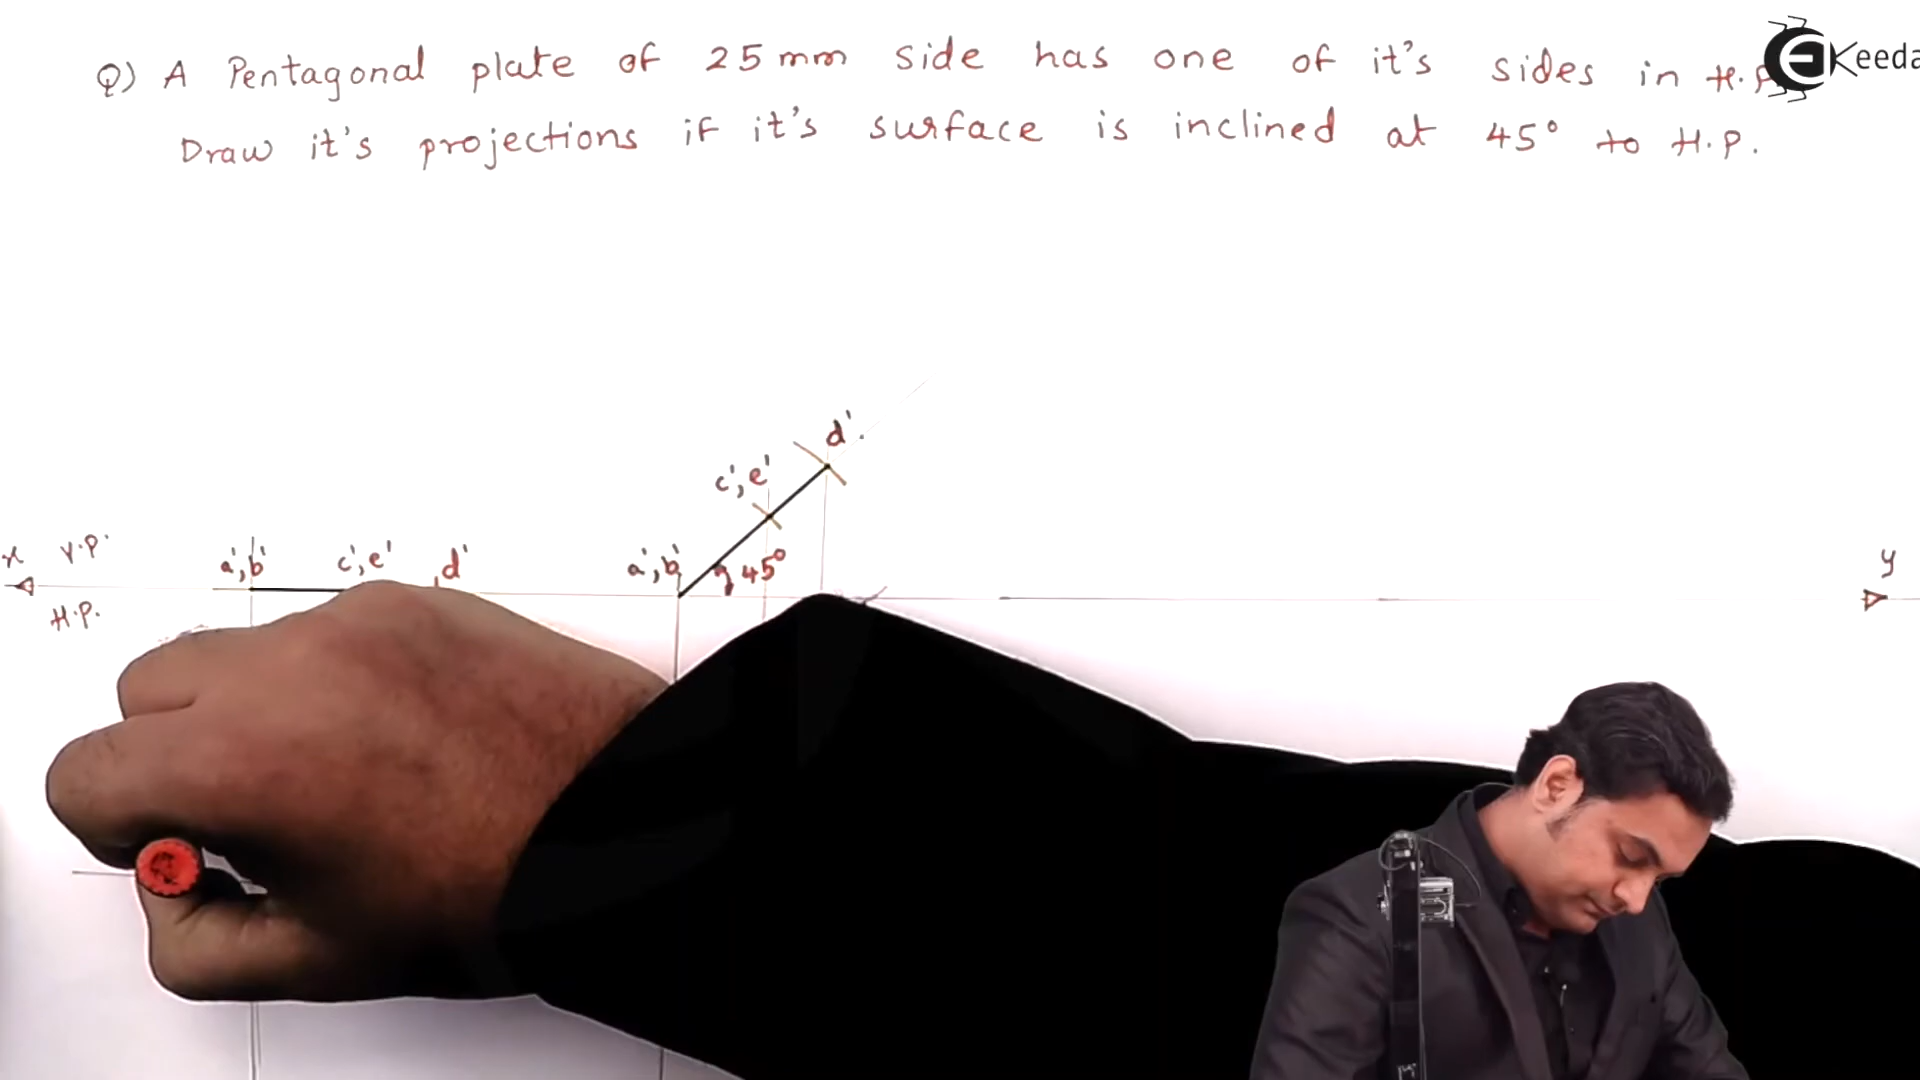 Q) A Pentagonal plate of 25 mm side has one of it's sides in H.P.
Keeda
Draw it's projections if it's surface is inclined at 45° to H.P.
d'
c',e'
x V.P.
a',b' c',e' d' a',b' 45° y
H.P.